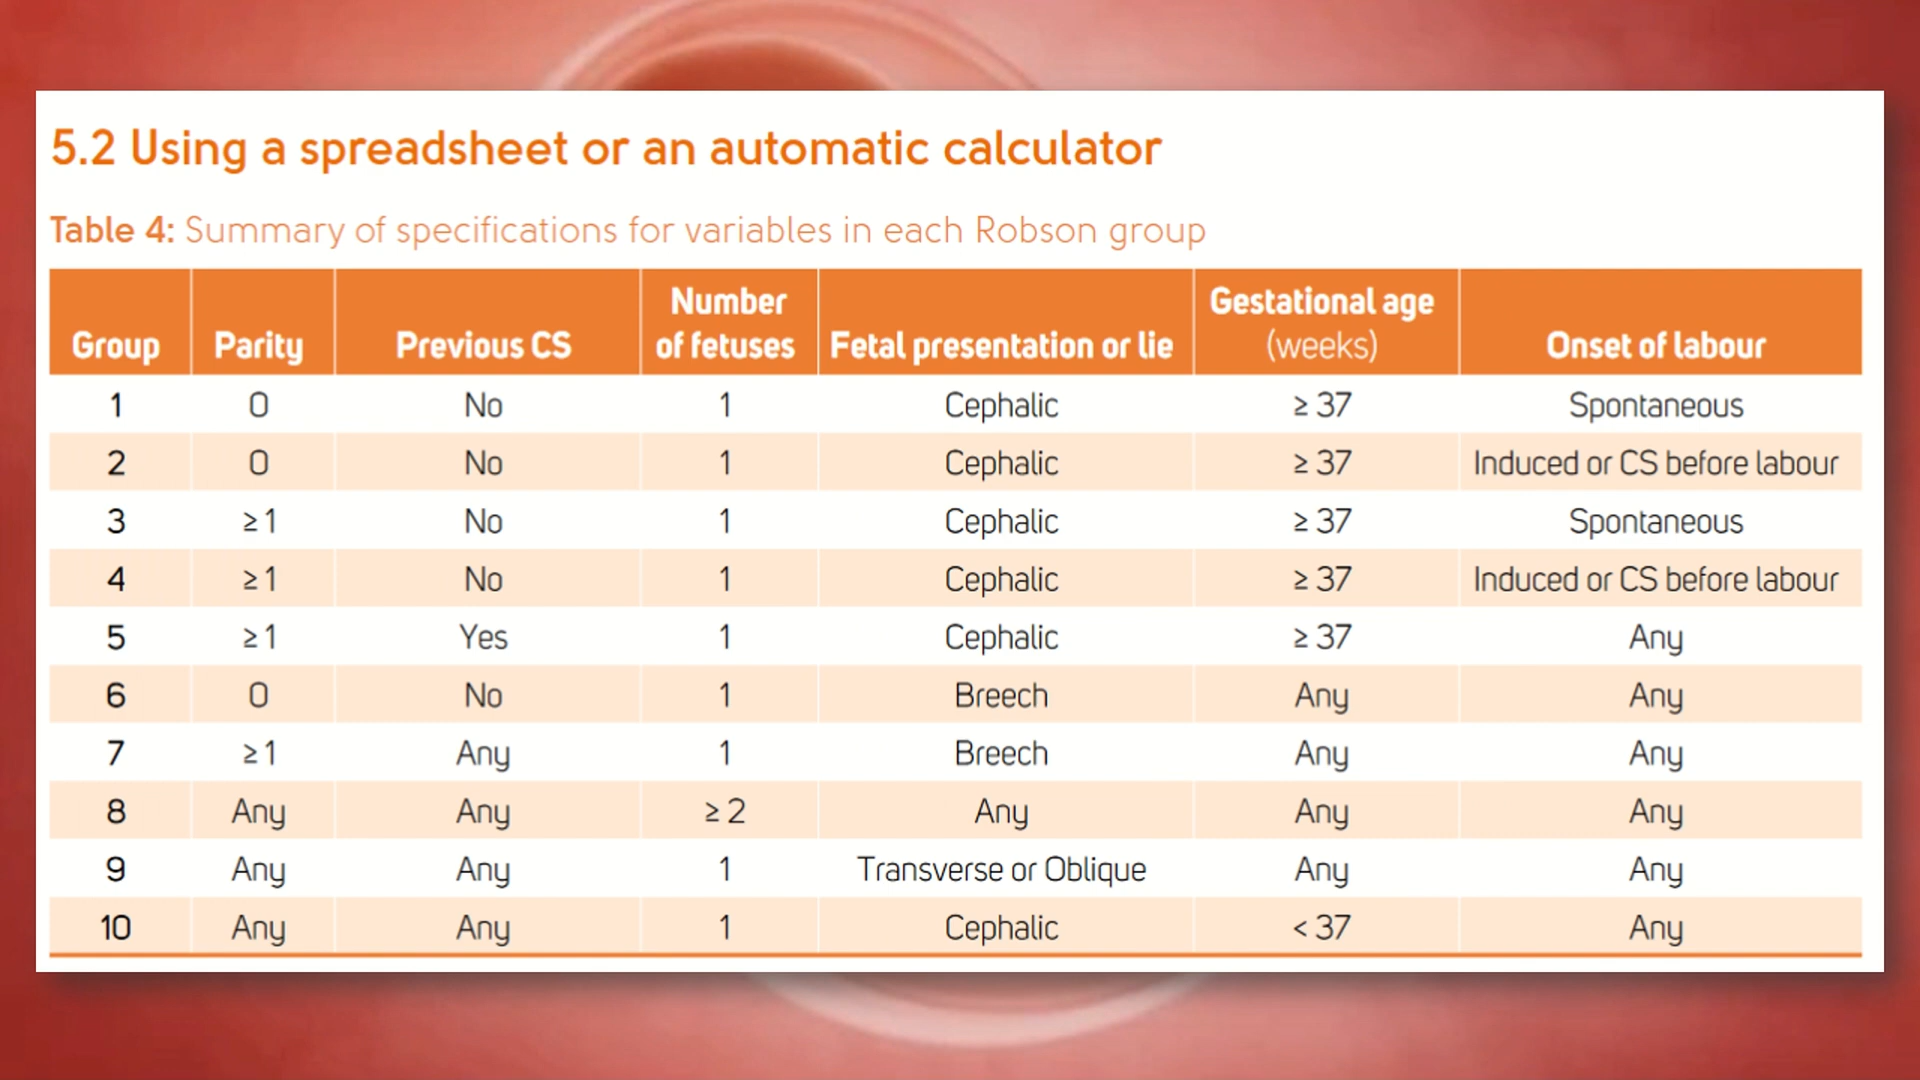 5.2 Using a spreadsheet or an automatic calculator
Table 4: Summary of specifications for variables in each Robson group
Group Parity Previous CS Number of fetuses Fetal presentation or lie Gestational age (weeks) Onset of labour
1 0 No 1 Cephalic ≥ 37 Spontaneous
2 0 No 1 Cephalic ≥ 37 Induced or CS before labour
3 ≥ 1 No 1 Cephalic ≥ 37 Spontaneous
4 ≥ 1 No 1 Cephalic ≥ 37 Induced or CS before labour
5 ≥ 1 Yes 1 Cephalic ≥ 37 Any
6 0 No 1 Breech Any Any
7 ≥ 1 Any 1 Breech Any Any
8 Any Any ≥ 2 Any Any Any
9 Any Any 1 Transverse or Oblique Any Any
10 Any Any 1 Cephalic < 37 Any